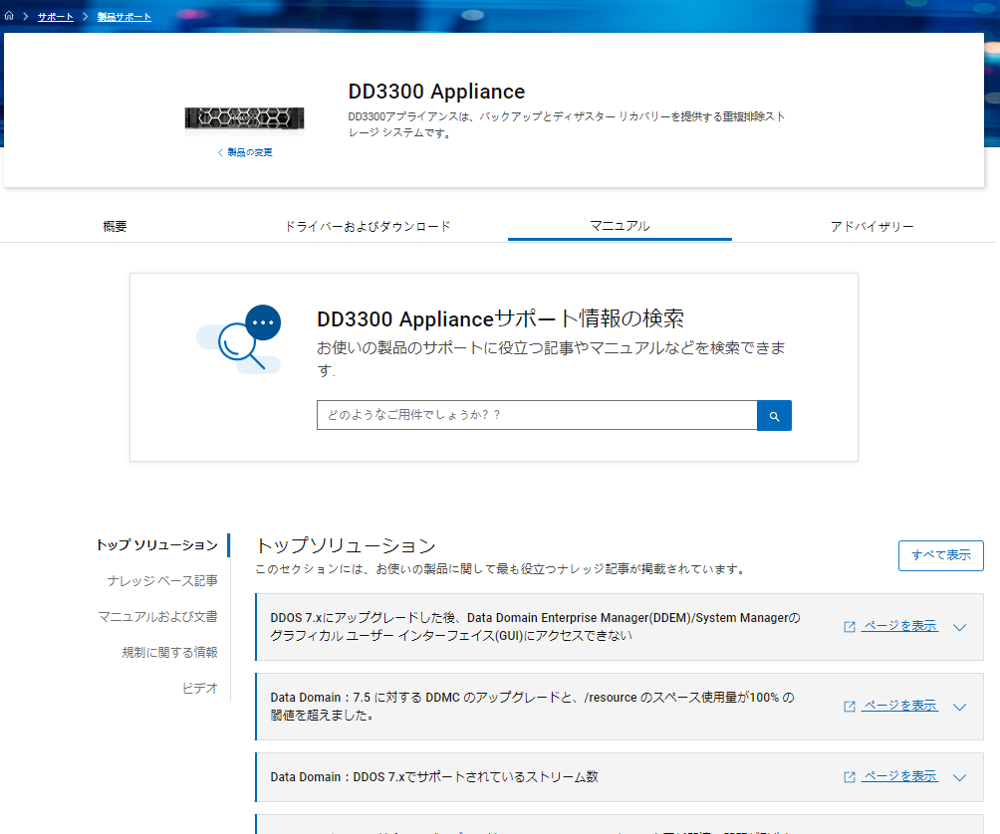 サポート
製品サポート
DD3300 Appliance
DD3300アプライアンスは、バックアップとディザスター リカバリーを提供する重複排除スト
レージ システムです。
製品の変更
概要
ドライバーおよびダウンロード
マニュアル
アドバイザリー
DD3300 Applianceサポート情報の検索
お使いの製品のサポートに役立つ記事やマニュアルなどを検索できま
す.
どのようなご用件でしょうか? ?
トップ ソリューション
ナレッジ ベース記事
マニュアルおよび文書
規制に関する情報
ビデオ
トップソリューション
すべて表示
このセクションには、お使いの製品に関して最も役立つナレッジ記事が掲載されています。
DDOS 7.xにアップグレードした後、Data Domain Enterprise Manager(DDEM)/System Managerの
グラフィカル ユーザー インターフェイス(GUI)にアクセスできない
ページを表示
Data Domain：7.5 に対する DDMC のアップグレードと、/resource のスペース使用量が100% の
閾値を超えました。
ページを表示
Data Domain：DDOS 7.xでサポートされているストリーム数
ページを表示